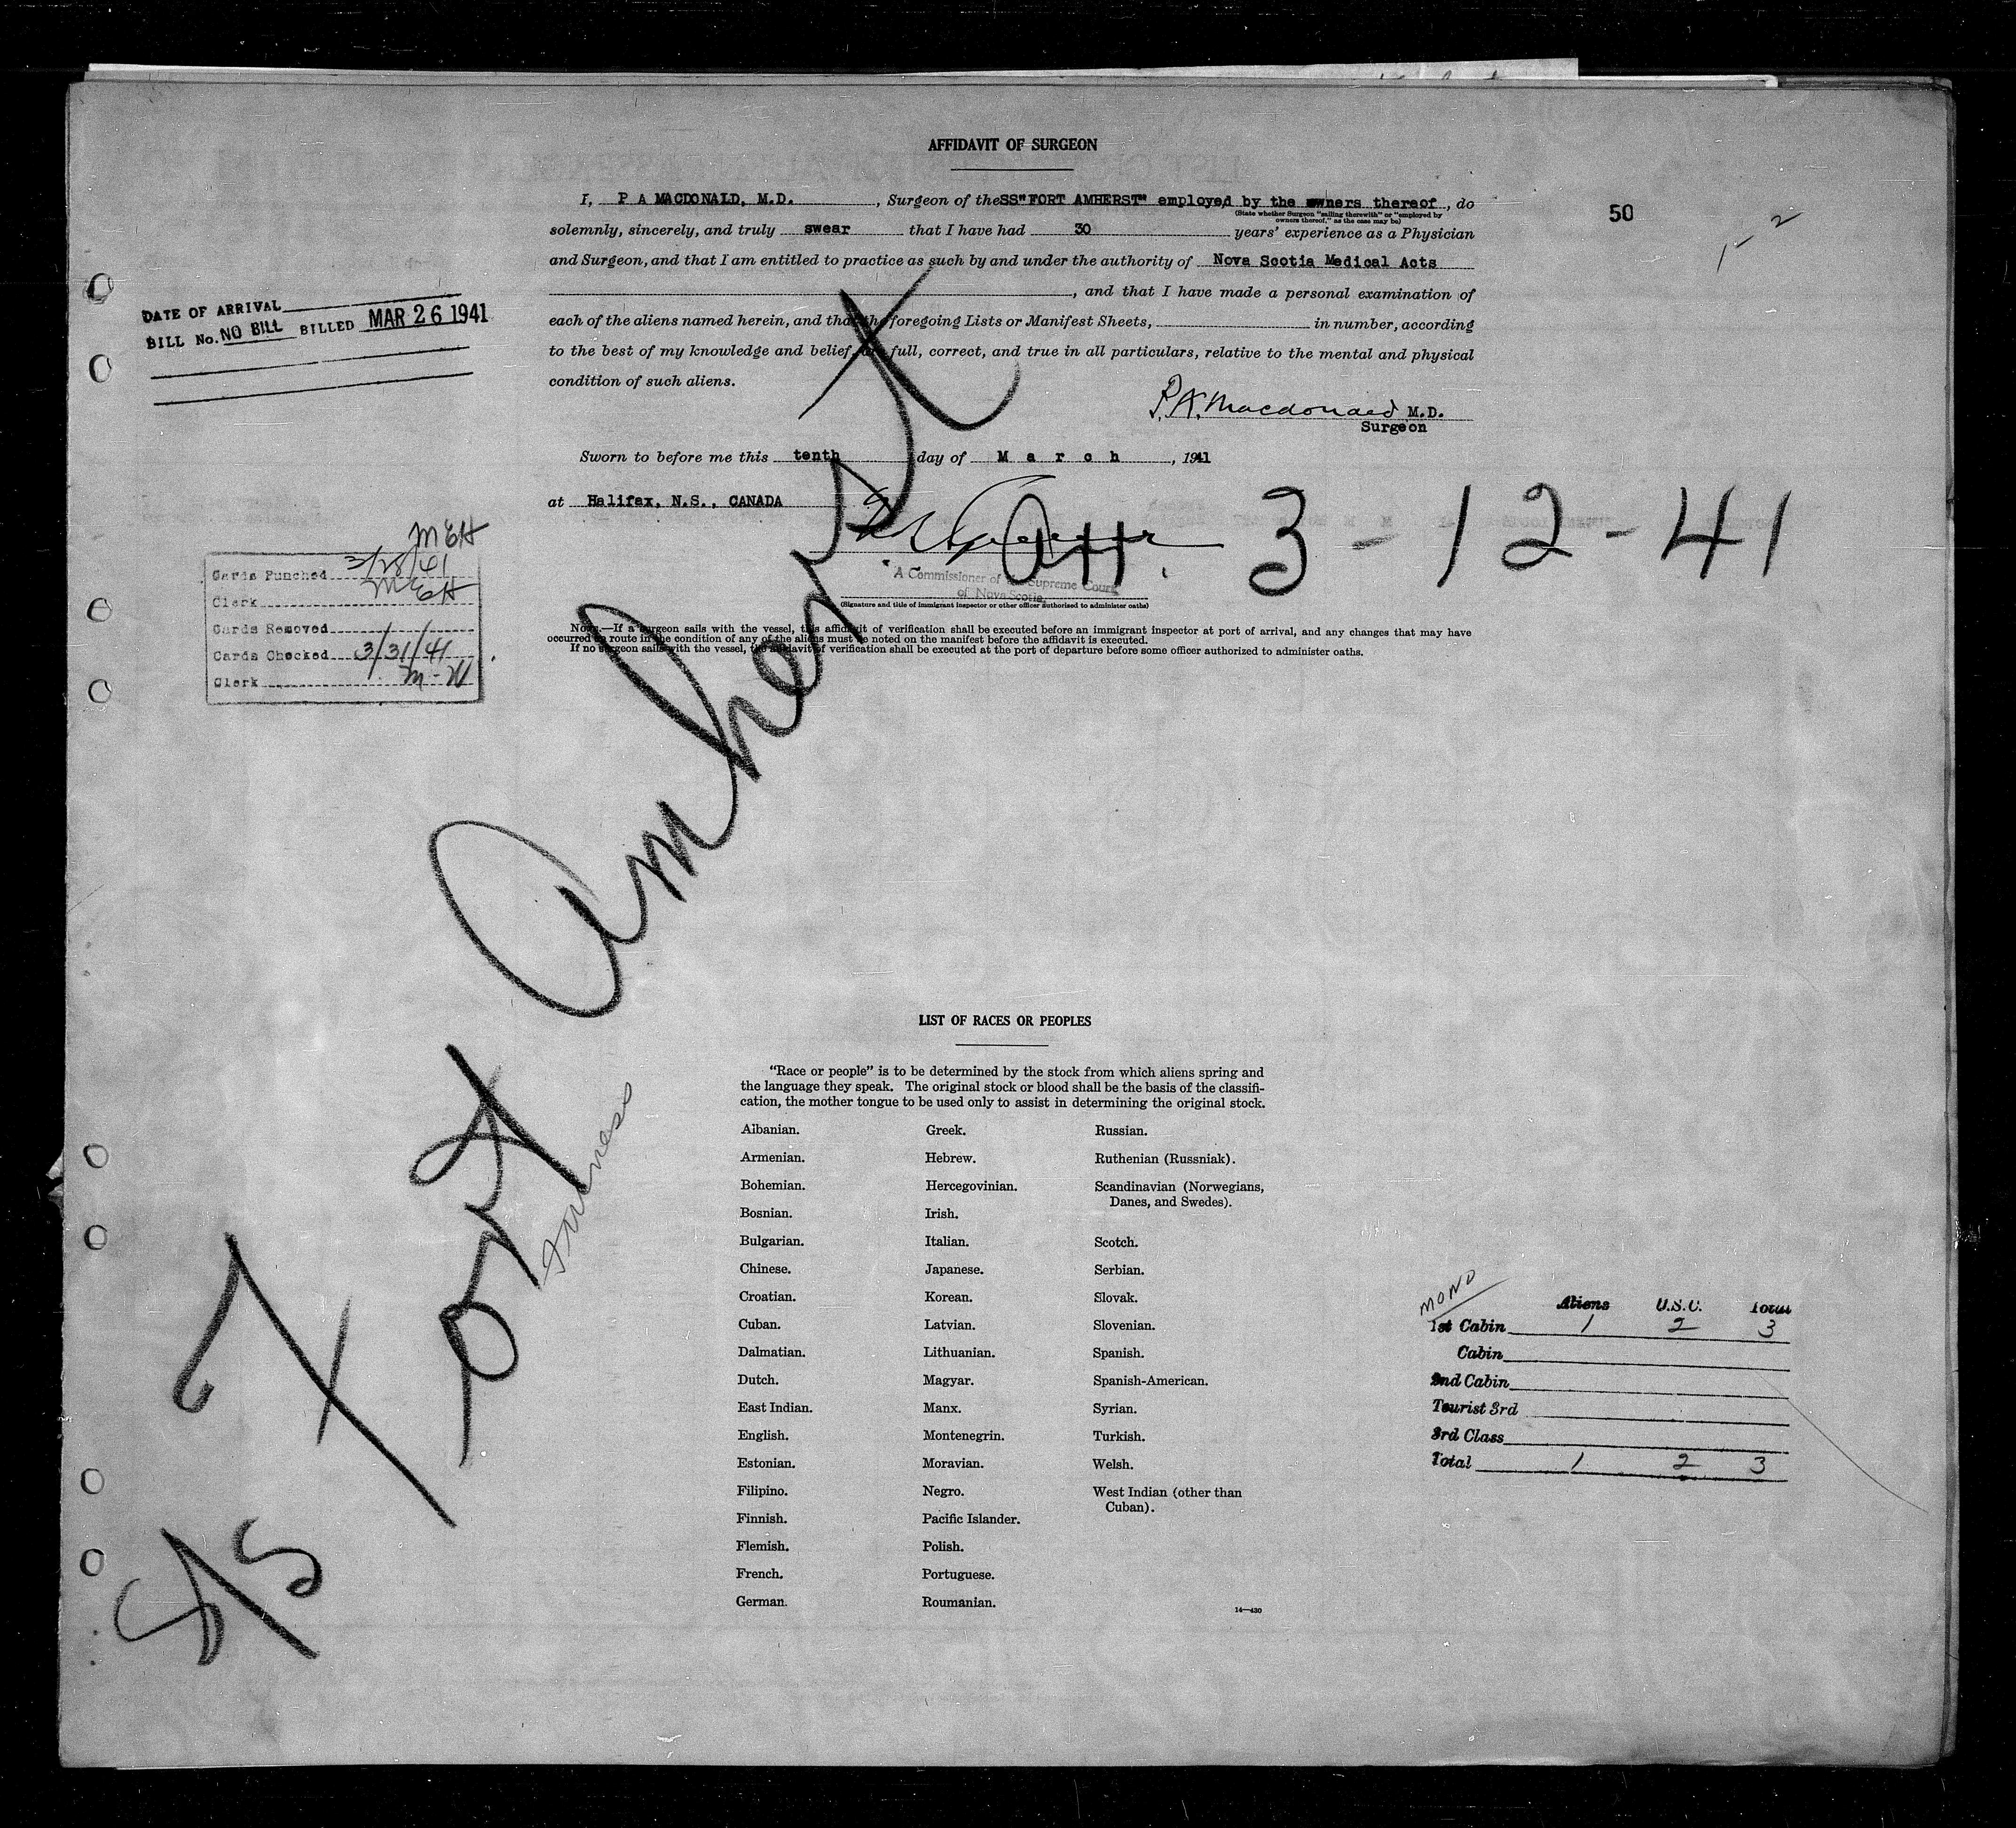 AFFIDAVIT OF SURGEON
I, P A MACDONALD, M.D. , Surgeon of the SS"FORT AMHERST" employed by the owners thereof , do
(State whether Surgeon "sailing therewith" or "employed by
owners thereof," as the case may be)
50
1 - 2
solemnly, sincerely, and truly swear that I have had 30 years' experience as a Physician
and Surgeon, and that I am entitled to practice as such by and under the authority of Nova Scotia Medical Acts
, and that I have made a personal examination of
each of the aliens named herein, and that the foregoing Lists or Manifest Sheets, in number, according
to the best of my knowledge and belief, are full, correct, and true in all particulars, relative to the mental and physical
condition of such aliens.
DATE OF ARRIVAL
BILL No. NO BILL BILLED MAR 26 1941
P. A. Macdonald M.D.
Surgeon
Sworn to before me this tenth day of March , 1941
at Halifax, N.S., CANADA
Arr. 3-12-41
A Commissioner of the Supreme Court
of Nova Scotia
(Signature and title of immigrant inspector or other officer authorized to administer oaths)
MEH
Cards Punched 3/28/41
Clerk MEH
Cards Removed
Cards Checked 3/31/41
Clerk M-W
NOTE.—If a surgeon sails with the vessel, this affidavit of verification shall be executed before an immigrant inspector at port of arrival, and any changes that may have
occurred en route in the condition of any of the aliens must be noted on the manifest before the affidavit is executed.
If no surgeon sails with the vessel, the affidavit of verification shall be executed at the port of departure before some officer authorized to administer oaths.
S/S Fort Amherst
Furness
LIST OF RACES OR PEOPLES
"Race or people" is to be determined by the stock from which aliens spring and
the language they speak. The original stock or blood shall be the basis of the classifi-
cation, the mother tongue to be used only to assist in determining the original stock.
Albanian.
Armenian.
Bohemian.
Bosnian.
Bulgarian.
Chinese.
Croatian.
Cuban.
Dalmatian.
Dutch.
East Indian.
English.
Estonian.
Filipino.
Finnish.
Flemish.
French.
German.
Greek.
Hebrew.
Hercegovinian.
Irish.
Italian.
Japanese.
Korean.
Latvian.
Lithuanian.
Magyar.
Manx.
Montenegrin.
Moravian.
Negro.
Pacific Islander.
Polish.
Portuguese.
Roumanian.
Russian.
Ruthenian (Russniak).
Scandinavian (Norwegians,
Danes, and Swedes).
Scotch.
Serbian.
Slovak.
Slovenian.
Spanish.
Spanish-American.
Syrian.
Turkish.
Welsh.
West Indian (other than
Cuban).
14—430
MOND
Aliens U.S.C. Total
1st Cabin 1 2 3
Cabin
2nd Cabin
Tourist 3rd
3rd Class
Total 1 2 3